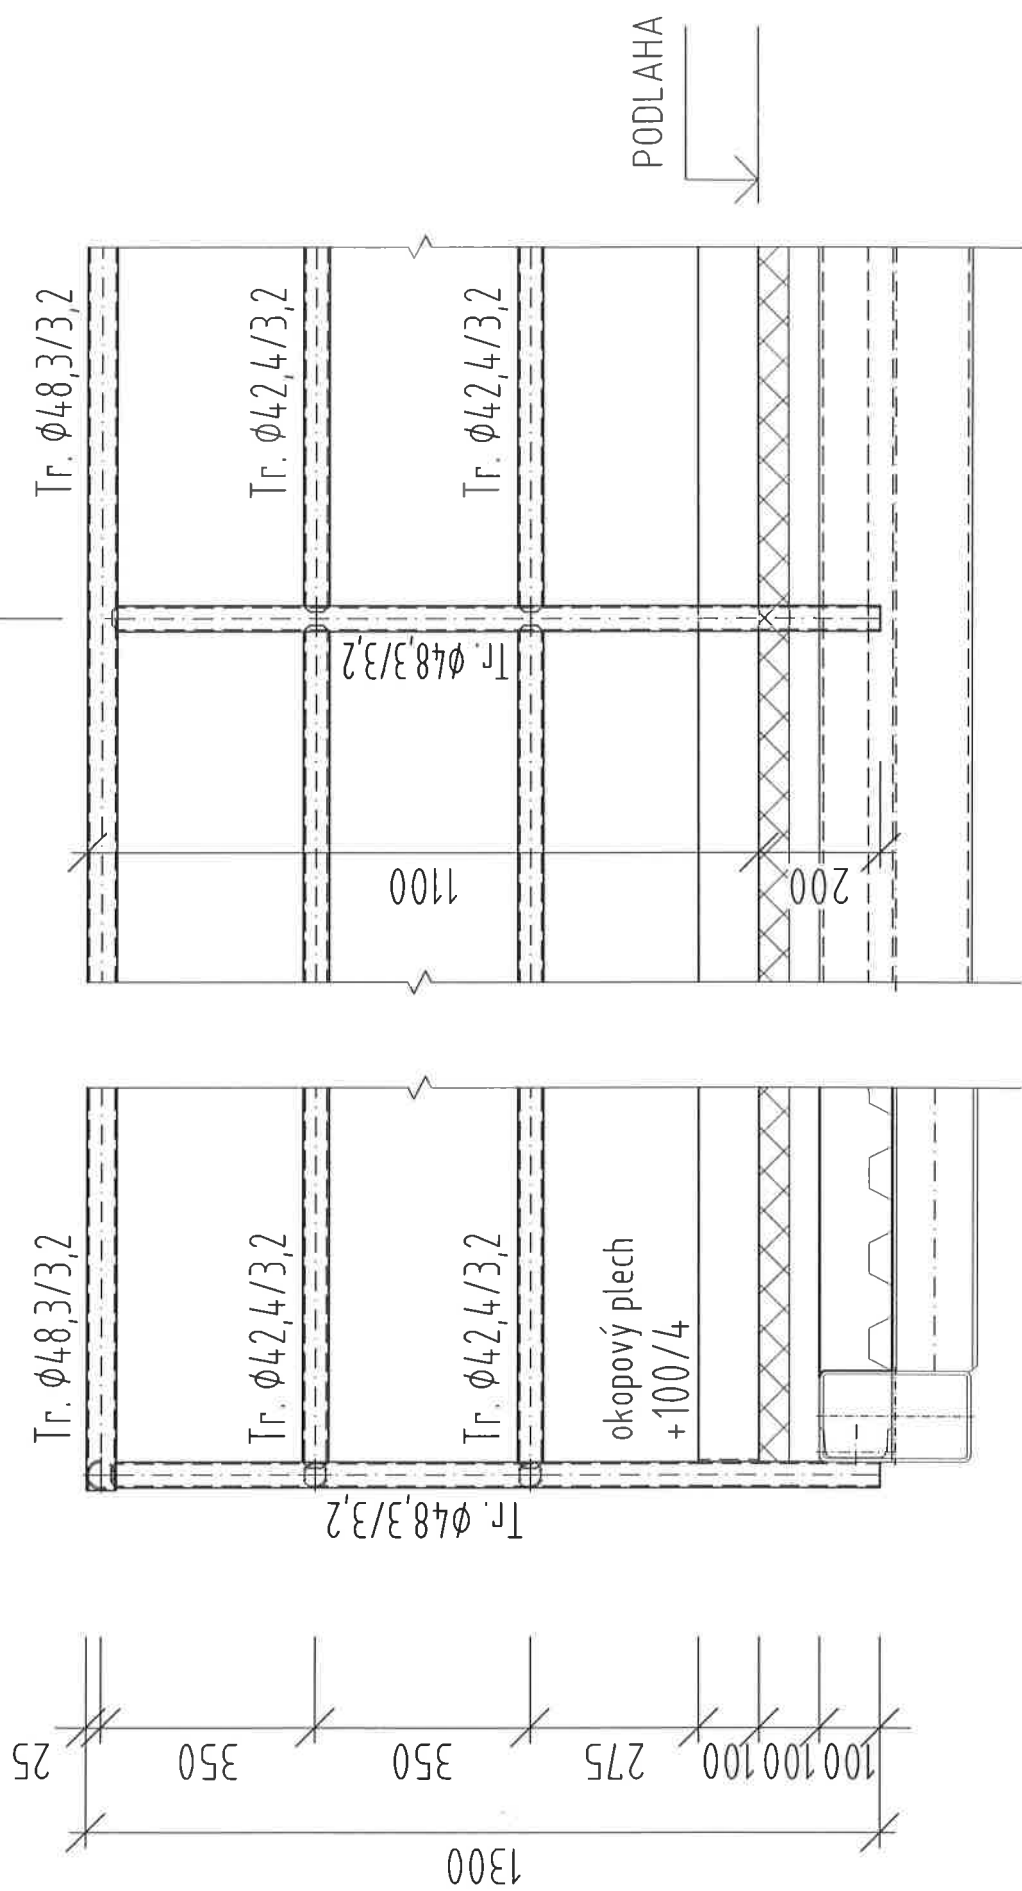 PODLAHA
Tr. ϕ48,3/3,2
Tr. ϕ42,4/3,2
Tr. ϕ42,4/3,2
Tr. ϕ48,3/3,2
1100
200
Tr. ϕ48,3/3,2
Tr. ϕ42,4/3,2
Tr. ϕ42,4/3,2
okopový plech
+100/4
Tr. ϕ48,3/3,2
25
350
350
275
100
100
100
1300